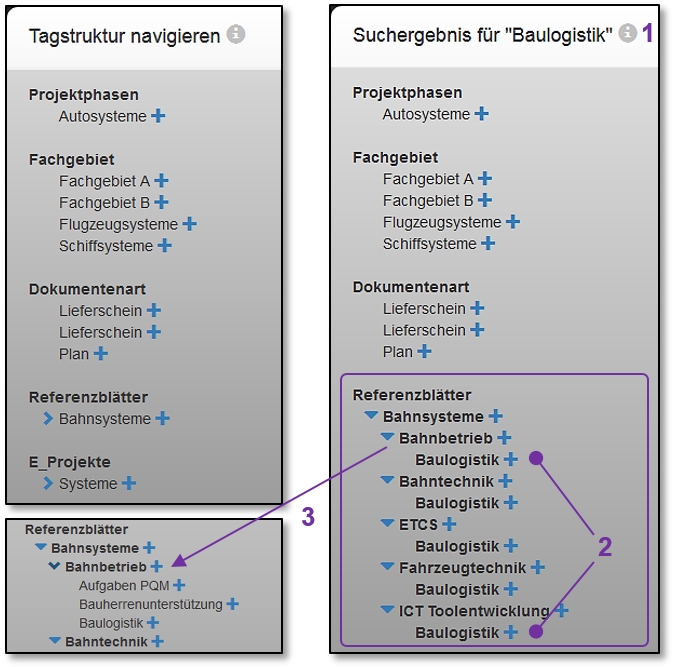 Tagstruktur navigieren
Projektphasen
Autosysteme
Fachgebiet
Fachgebiet A
Fachgebiet B
Flugzeugsysteme
Schiffsysteme
Dokumentenart
Lieferschein
Lieferschein
Plan
Referenzblätter
Bahnsysteme
E_Projekte
Systeme
Referenzblätter
Bahnsysteme
Bahnbetrieb
Aufgaben PQM
Bauherrenunterstützung
Baulogistik
Bahntechnik
3
Suchergebnis für "Baulogistik" 1
Projektphasen
Autosysteme
Fachgebiet
Fachgebiet A
Fachgebiet B
Flugzeugsysteme
Schiffsysteme
Dokumentenart
Lieferschein
Lieferschein
Plan
Referenzblätter
Bahnsysteme
Bahnbetrieb
Baulogistik
Bahntechnik
Baulogistik
ETCS
Baulogistik
2
Fahrzeugtechnik
Baulogistik
ICT Toolentwicklung
Baulogistik